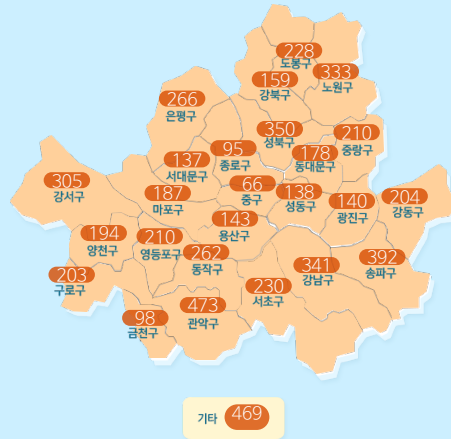 228
도봉구
333
노원구
159
강북구
266
은평구
350
성북구
210
중랑구
95
종로구
178
동대문구
137
서대문구
305
강서구
187
마포구
66
중구
138
성동구
140
광진구
204
강동구
143
용산구
194
양천구
210
영등포구
262
동작구
392
송파구
341
강남구
203
구로구
230
서초구
473
관악구
98
금천구
기타 469